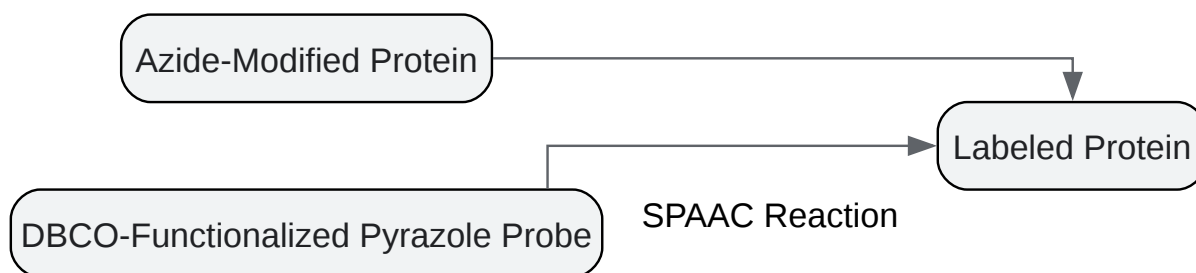 Azide-Modified Protein
Labeled Protein
SPAAC Reaction
DBCO-Functionalized Pyrazole Probe